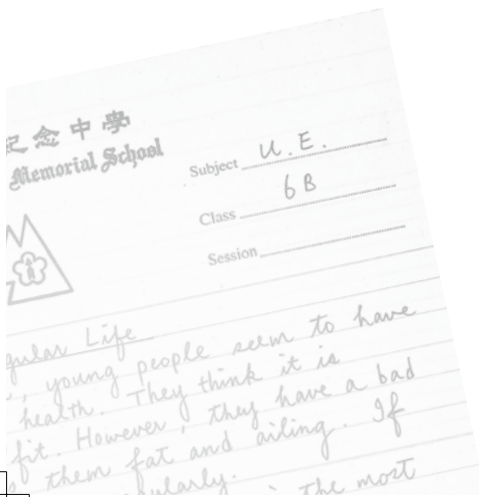 紀念中學
Memorial School
Subject U.E.
Class 6B
Session
gular Life
, young people seem to have
health. They think it is
fit. However, they have a bad
them fat and ailing. If
ularly.
is the most